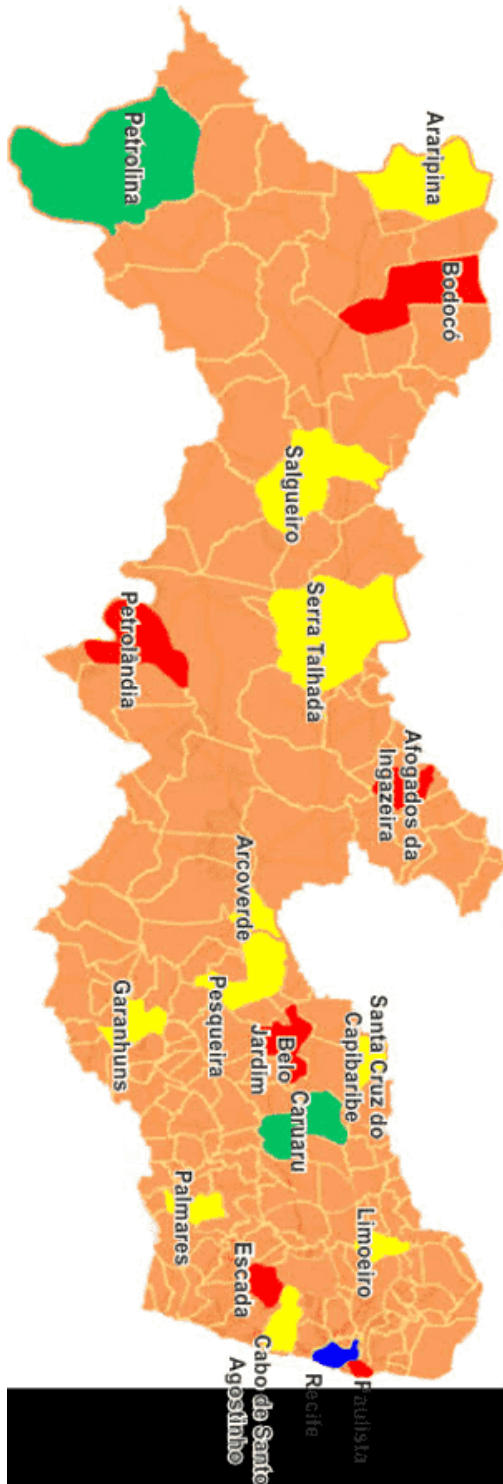 Araripina
Petrolina
Bodocó
Salgueiro
Serra Talhada
Petrolândia
Afogados da
Ingazeira
Arcoverde
Pesqueira
Garanhuns
Santa Cruz do
Capibaribe
Belo
Jardim
Caruaru
Limoeiro
Palmares
Escada
Cabo de Santo
Agostinho
Recife
Paulista